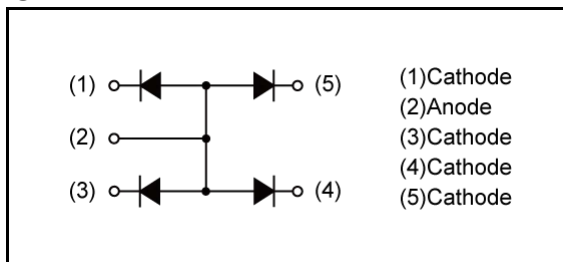 (1)
(5)
(2)
(3)
(4)
(1)Cathode
(2)Anode
(3)Cathode
(4)Cathode
(5)Cathode